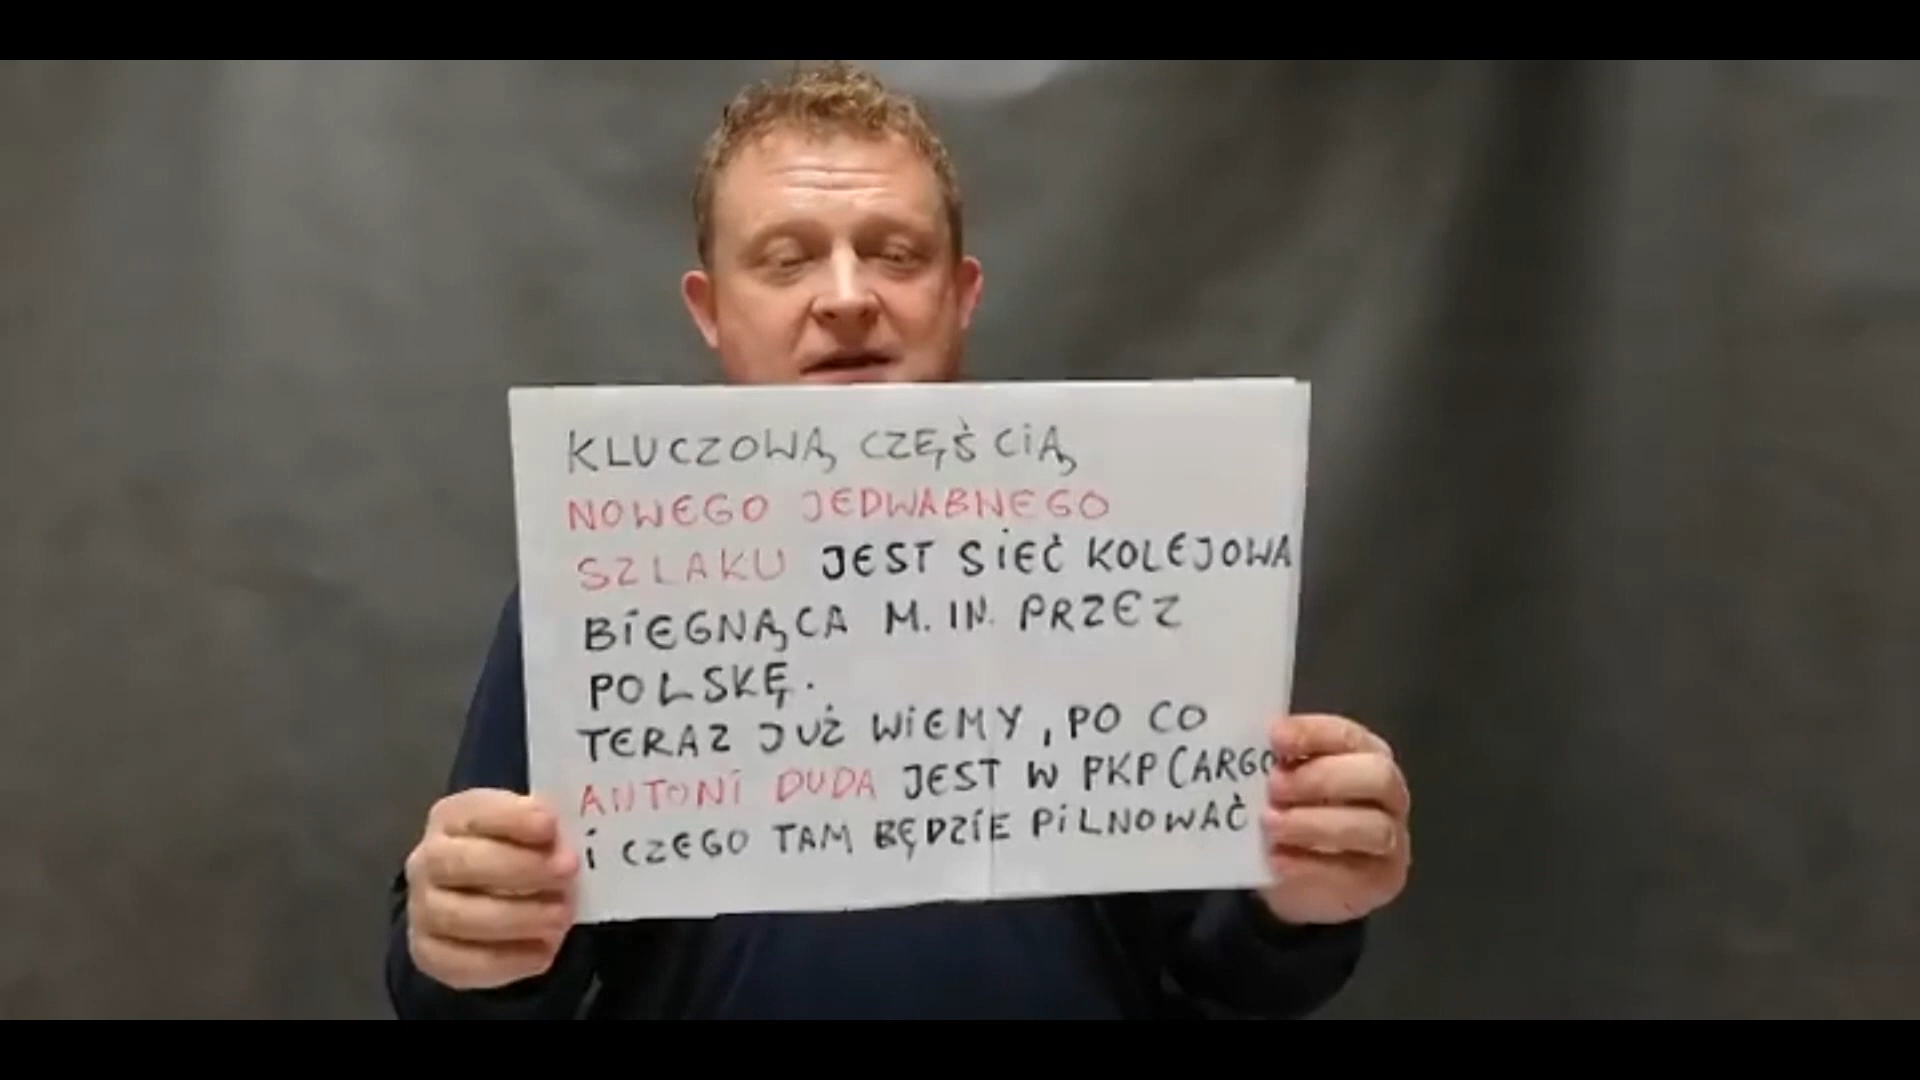 KLUCZOWĄ CZĘŚCIĄ
NOWEGO JEDWABNEGO
SZLAKU JEST SIEĆ KOLEJOWA
BIEGNĄCA M. IN. PRZEZ
POLSKĘ.
TERAZ JUŻ WIEMY, PO CO
ANTONI DUDA JEST W PKP CARGO
I CZEGO TAM BĘDZIE PILNOWAĆ